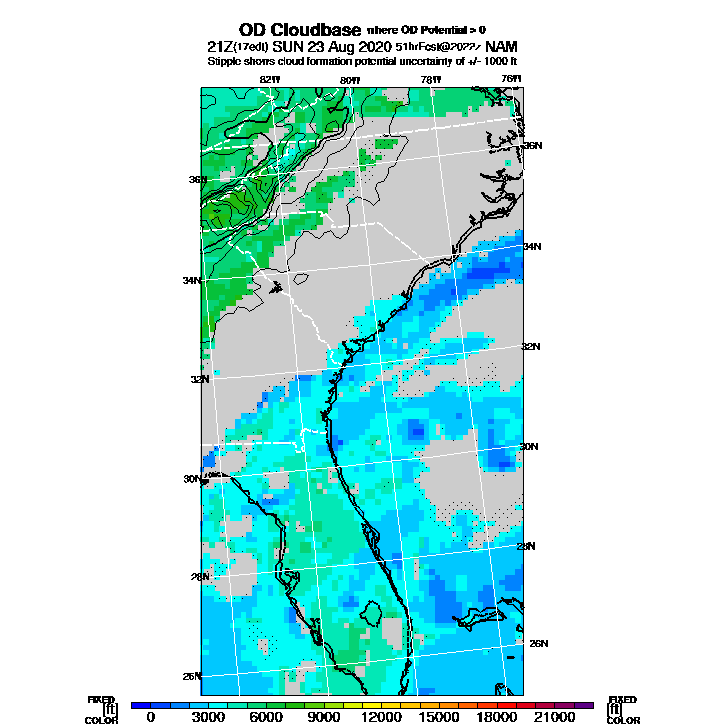 OD Cloudbase where OD Potential > 0
21Z(17edt) SUN 23 Aug 2020 51hrFcst@2022z NAM
Stipple shows cloud formation potential uncertainty of +/- 1000 ft
82W 80W 78W 76W
36N
36N
34N
34N
32N
32N
30N
30N
28N
28N
26N
26N
FIXED [ft] COLOR
0 3000 6000 9000 12000 15000 18000 21000
FIXED [ft] COLOR